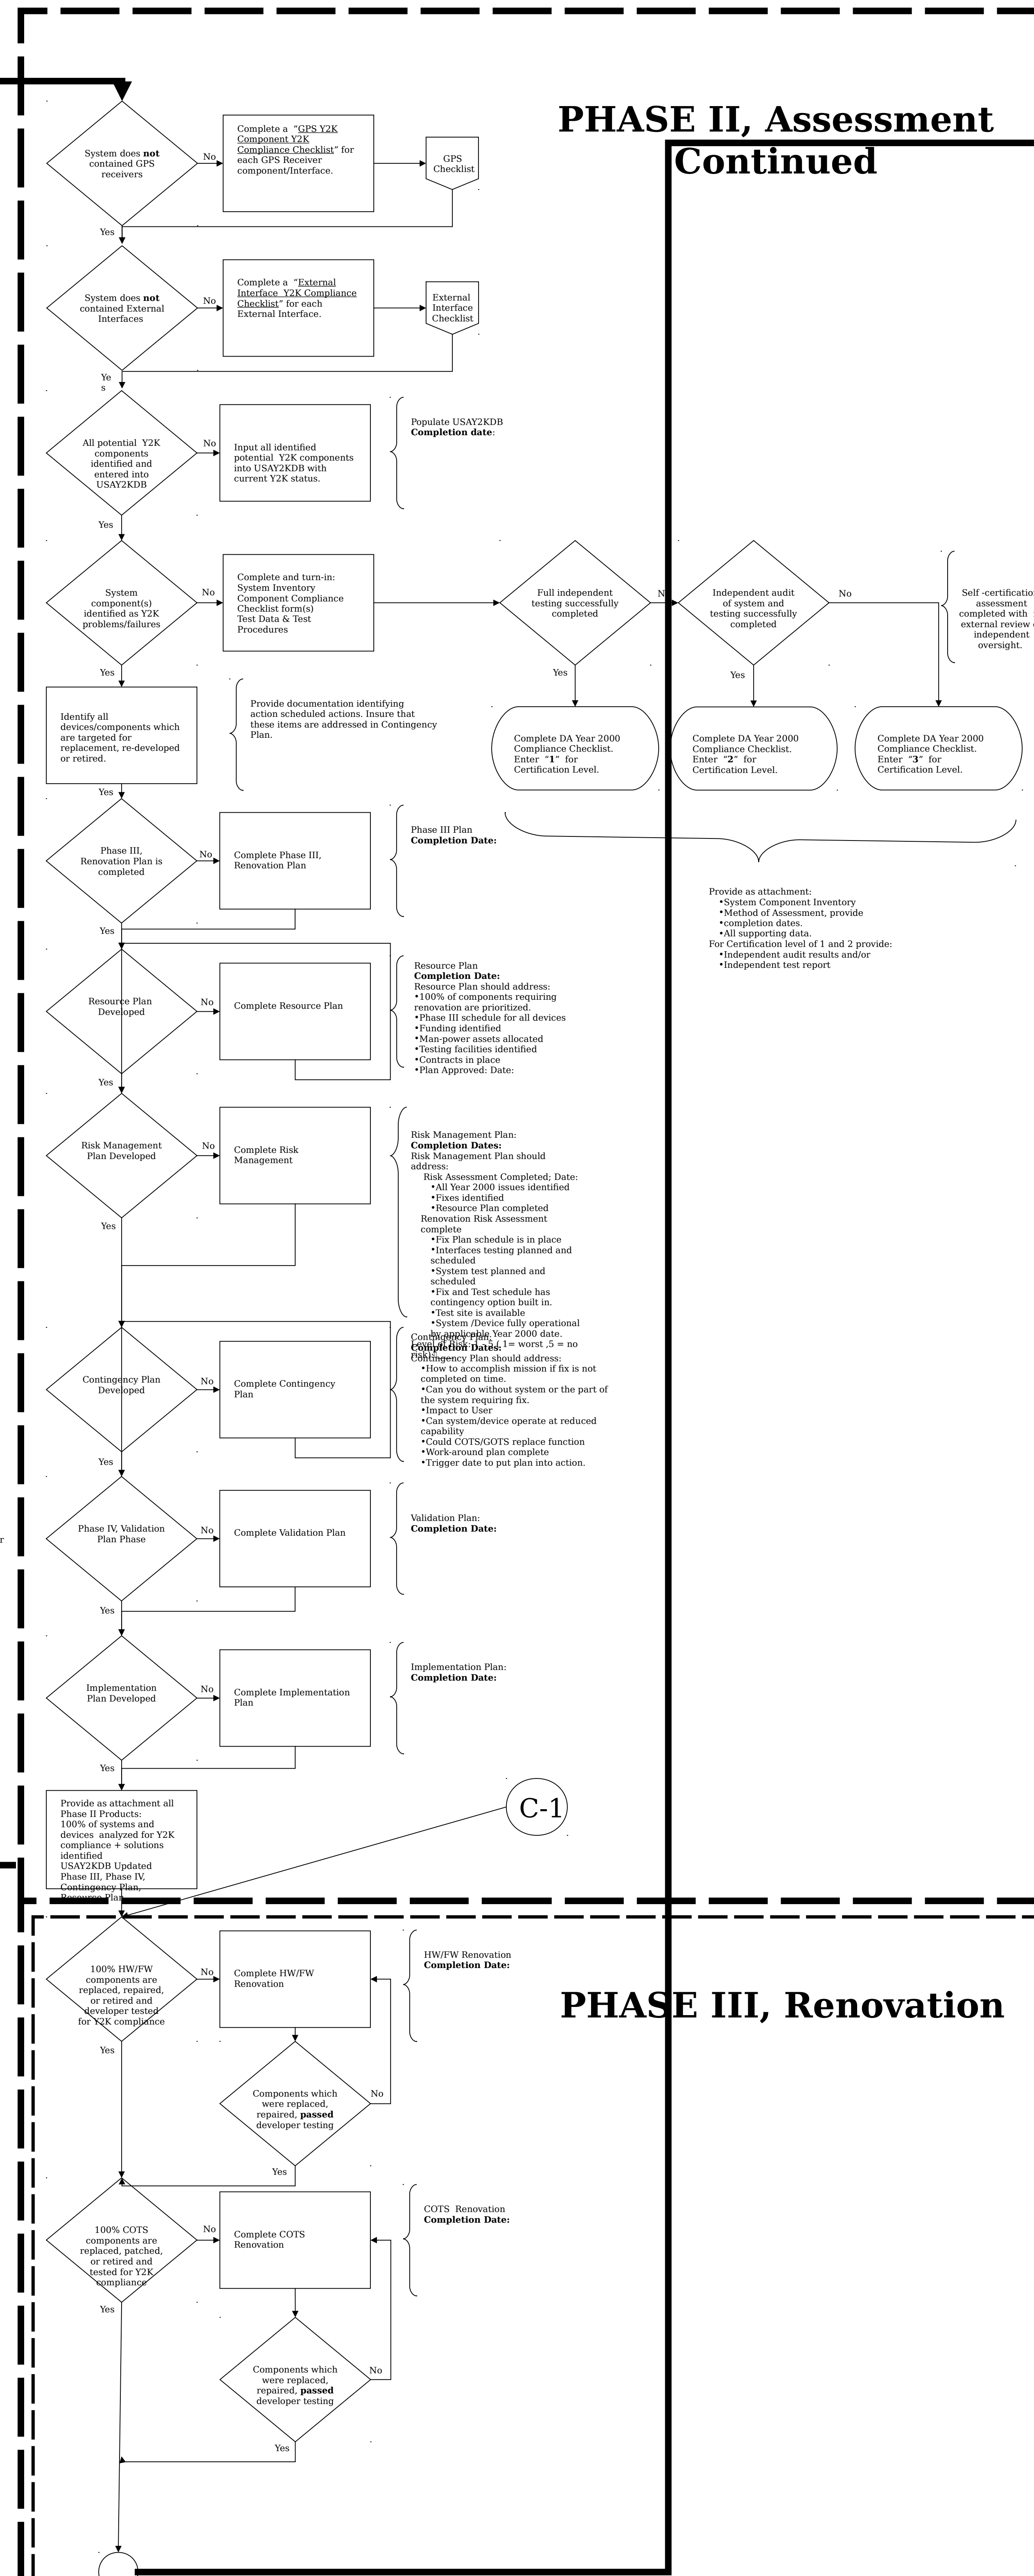 PHASE II, Assessment
Continued
System does not
contained GPS
receivers
No
Yes
Complete a “GPS Y2K
Component Y2K
Compliance Checklist” for
each GPS Receiver
component/Interface.
GPS
Checklist
System does not
contained External
Interfaces
No
Ye
s
Complete a “External
Interface Y2K Compliance
Checklist” for each
External Interface.
External
Interface
Checklist
All potential Y2K
components
identified and
entered into
USAY2KDB
No
Yes
Input all identified
potential Y2K components
into USAY2KDB with
current Y2K status.
Populate USAY2KDB
Completion date:
System
component(s)
identified as Y2K
problems/failures
No
Yes
Complete and turn-in:
System Inventory
Component Compliance
Checklist form(s)
Test Data & Test
Procedures
Full independent
testing successfully
completed
N
Yes
Independent audit
of system and
testing successfully
completed
No
Yes
Self -certificatio
assessment
completed with
external review
independent
oversight.
Identify all
devices/components which
are targeted for
replacement, re-developed
or retired.
Yes
Provide documentation identifying
action scheduled actions. Insure that
these items are addressed in Contingency
Plan.
Complete DA Year 2000
Compliance Checklist.
Enter “1” for
Certification Level.
Complete DA Year 2000
Compliance Checklist.
Enter “2” for
Certification Level.
Complete DA Year 2000
Compliance Checklist.
Enter “3” for
Certification Level.
Phase III,
Renovation Plan is
completed
No
Yes
Complete Phase III,
Renovation Plan
Phase III Plan
Completion Date:
Provide as attachment:
•System Component Inventory
•Method of Assessment, provide
•completion dates.
•All supporting data.
For Certification level of 1 and 2 provide:
•Independent audit results and/or
•Independent test report
Resource Plan
Developed
No
Yes
Complete Resource Plan
Resource Plan
Completion Date:
Resource Plan should address:
•100% of components requiring
renovation are prioritized.
•Phase III schedule for all devices
•Funding identified
•Man-power assets allocated
•Testing facilities identified
•Contracts in place
•Plan Approved: Date:
Risk Management
Plan Developed
No
Yes
Complete Risk
Management
Risk Management Plan:
Completion Dates:
Risk Management Plan should
address:
Risk Assessment Completed; Date:
•All Year 2000 issues identified
•Fixes identified
•Resource Plan completed
Renovation Risk Assessment
complete
•Fix Plan schedule is in place
•Interfaces testing planned and
scheduled
•System test planned and
scheduled
•Fix and Test schedule has
contingency option built in.
•Test site is available
•System /Device fully operational
by applicable Year 2000 date.
Level of Risk: 1 - 5 ( 1= worst ,5 = no
risk):
Contingency Plan
Developed
No
Yes
Complete Contingency
Plan
Contingency Plan:
Completion Dates:
Contingency Plan should address:
•How to accomplish mission if fix is not
completed on time.
•Can you do without system or the part of
the system requiring fix.
•Impact to User
•Can system/device operate at reduced
capability
•Could COTS/GOTS replace function
•Work-around plan complete
•Trigger date to put plan into action.
Phase IV, Validation
Plan Phase
No
Yes
Complete Validation Plan
Validation Plan:
Completion Date:
r
Implementation
Plan Developed
No
Yes
Complete Implementation
Plan
Implementation Plan:
Completion Date:
Provide as attachment all
Phase II Products:
100% of systems and
devices analyzed for Y2K
compliance + solutions
identified
USAY2KDB Updated
Phase III, Phase IV,
Contingency Plan,
Resource Plan
C-1
PHASE III, Renovation
100% HW/FW
components are
replaced, repaired,
or retired and
developer tested
for Y2K compliance
No
Yes
Complete HW/FW
Renovation
HW/FW Renovation
Completion Date:
Components which
were replaced,
repaired, passed
developer testing
No
Yes
100% COTS
components are
replaced, patched,
or retired and
tested for Y2K
compliance
No
Yes
Complete COTS
Renovation
COTS Renovation
Completion Date:
Components which
were replaced,
repaired, passed
developer testing
No
Yes